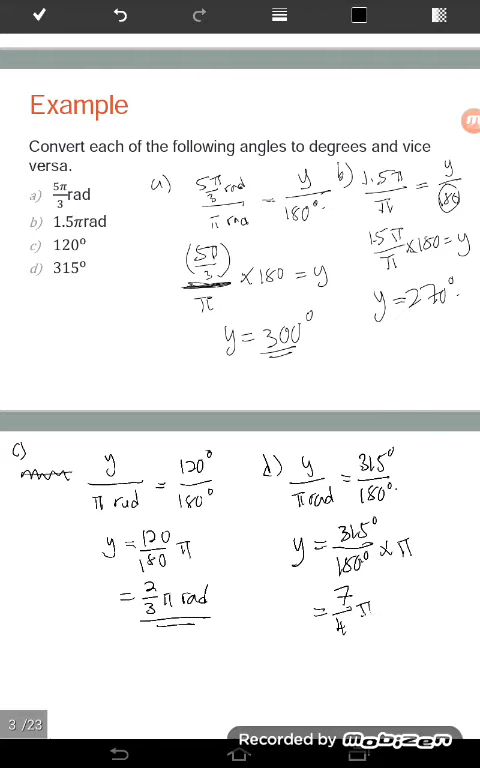 Example
Convert each of the following angles to degrees and vice
versa.
a) 5π/3 rad
b) 1.5π rad
c) 120°
d) 315°
a) (5π/3 rad)/(π rad) = y/180°
(5π/3)/π × 180 = y
y = 300°
b) 1.5π/π = y/180
1.5π/π × 180 = y
y = 270°.
c) y/(π rad) = 120°/180°
y = 120/180 π
= 2/3 π rad
d) y/(π rad) = 315°/180°.
y = 315°/180° × π
= 7/4 π
3 /23
Recorded by mobizen